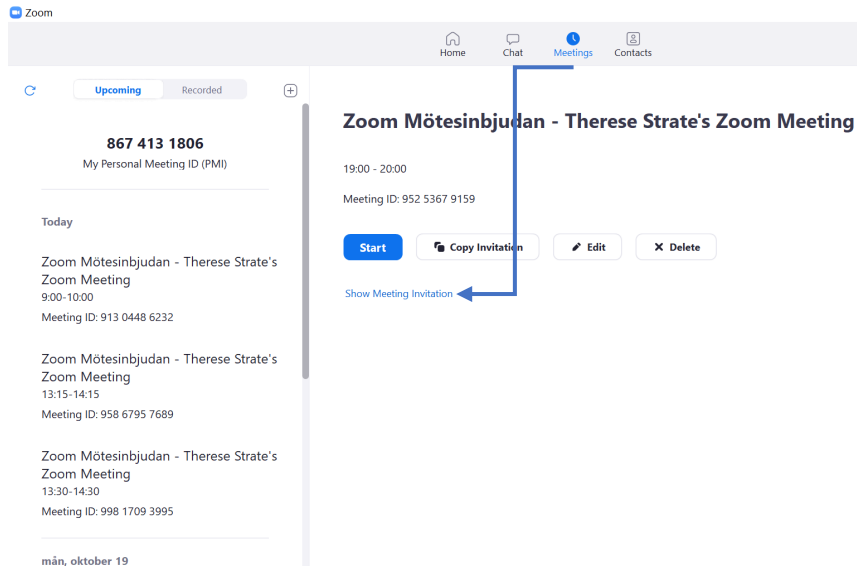 Zoom
Home Chat Meetings Contacts
Upcoming Recorded
867 413 1806
My Personal Meeting ID (PMI)
Today
Zoom Mötesinbjudan - Therese Strate's
Zoom Meeting
9:00-10:00
Meeting ID: 913 0448 6232
Zoom Mötesinbjudan - Therese Strate's
Zoom Meeting
13:15-14:15
Meeting ID: 958 6795 7689
Zoom Mötesinbjudan - Therese Strate's
Zoom Meeting
13:30-14:30
Meeting ID: 998 1709 3995
mån, oktober 19
Zoom Mötesinbjudan - Therese Strate's Zoom Meeting
19:00 - 20:00
Meeting ID: 952 5367 9159
Start Copy Invitation Edit Delete
Show Meeting Invitation